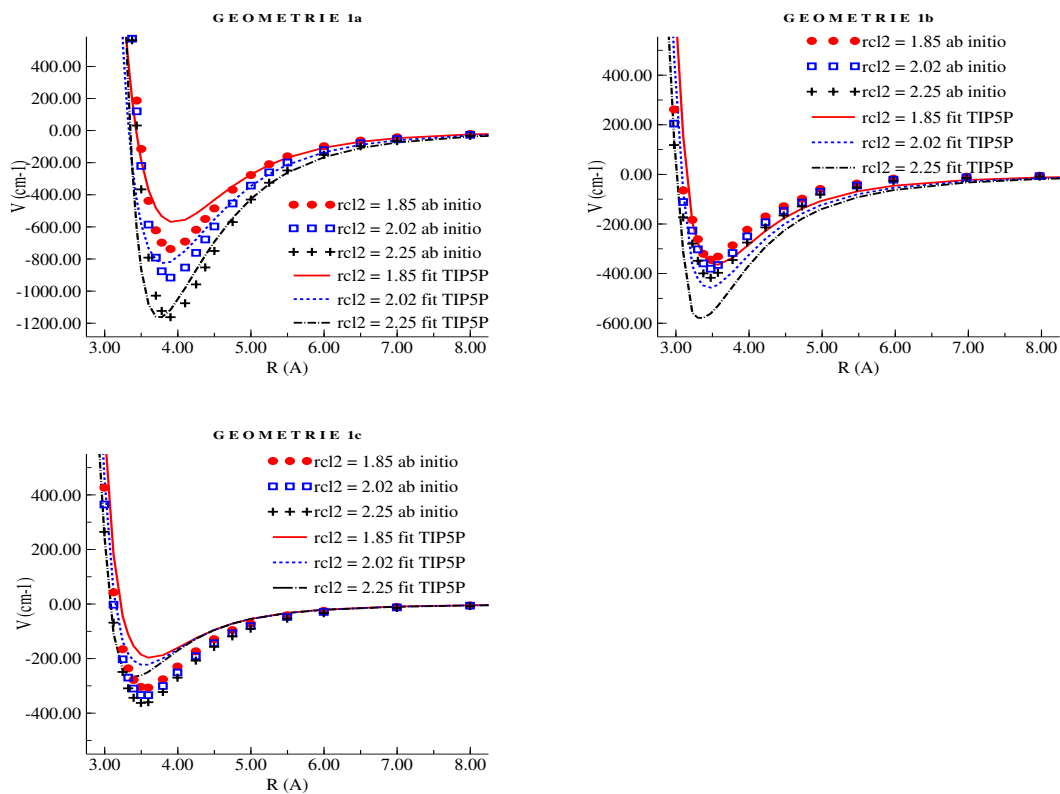 GEOMETRIE 1a
400.00
200.00
0.00
-200.00
-400.00
-600.00
-800.00
-1000.00
-1200.00
V (cm-1)
rcl2 = 1.85 ab initio
rcl2 = 2.02 ab initio
rcl2 = 2.25 ab initio
rcl2 = 1.85 fit TIP5P
rcl2 = 2.02 fit TIP5P
rcl2 = 2.25 fit TIP5P
3.00 4.00 5.00 6.00 7.00 8.00
R (A)
GEOMETRIE 1b
rcl2 = 1.85 ab initio
rcl2 = 2.02 ab initio
rcl2 = 2.25 ab initio
rcl2 = 1.85 fit TIP5P
rcl2 = 2.02 fit TIP5P
rcl2 = 2.25 fit TIP5P
400.00
200.00
0.00
-200.00
-400.00
-600.00
V (cm-1)
3.00 4.00 5.00 6.00 7.00 8.00
R (A)
GEOMETRIE 1c
rcl2 = 1.85 ab initio
rcl2 = 2.02 ab initio
rcl2 = 2.25 ab initio
rcl2 = 1.85 fit TIP5P
rcl2 = 2.02 fit TIP5P
rcl2 = 2.25 fit TIP5P
400.00
200.00
0.00
-200.00
-400.00
V (cm-1)
3.00 4.00 5.00 6.00 7.00 8.00
R (A)